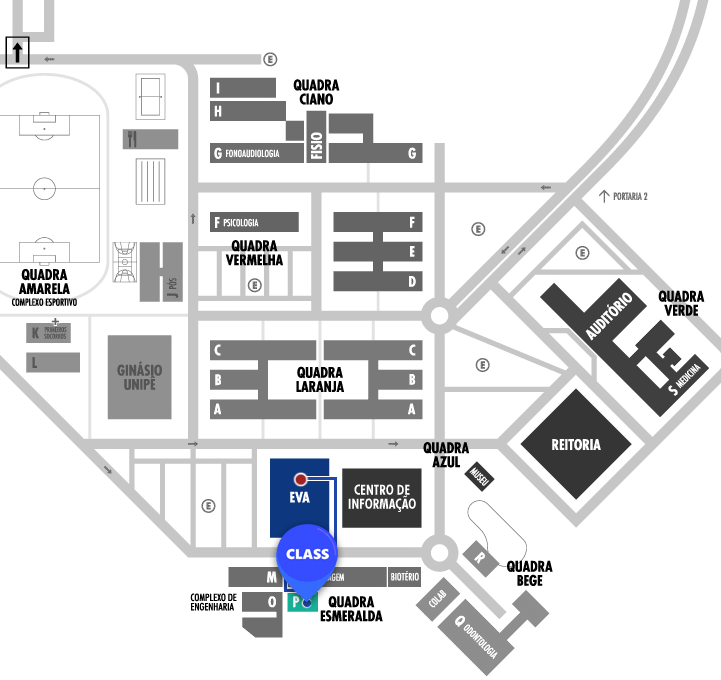 E
I
QUADRA
CIANO
H
FISIO
G FONOAUDIOLOGIA
G
PORTARIA 2
F PSICOLOGIA
F
E
QUADRA
VERMELHA
E
E
E
D
J PÓS
QUADRA
AMARELA
COMPLEXO ESPORTIVO
AUDITÓRIO
QUADRA
VERDE
S MEDICINA
K PRIMEIROS
SOCORROS
L
GINÁSIO
UNIPÊ
C
C
B
QUADRA
LARANJA
B
A
A
E
REITORIA
QUADRA
AZUL
MUSEU
EVA
CENTRO DE
INFORMAÇÃO
E
CLASS
R
QUADRA
BEGE
M
AGEM
BIOTÉRIO
COMPLEXO DE
ENGENHARIA
O
P
QUADRA
ESMERALDA
COLAB
Q ODONTOLOGIA